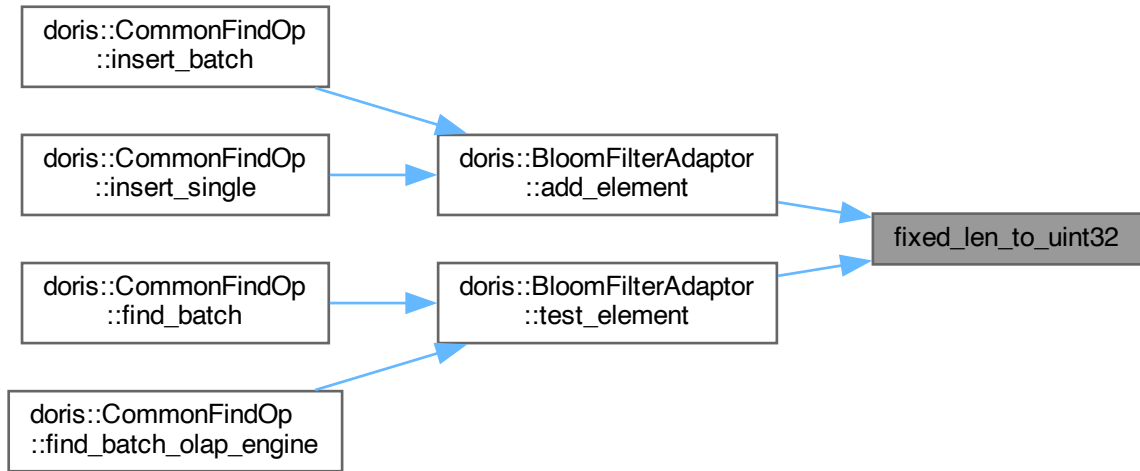 doris::CommonFindOp
::insert_batch
doris::CommonFindOp
::insert_single
doris::CommonFindOp
::find_batch
doris::CommonFindOp
::find_batch_olap_engine
doris::BloomFilterAdaptor
::add_element
doris::BloomFilterAdaptor
::test_element
fixed_len_to_uint32